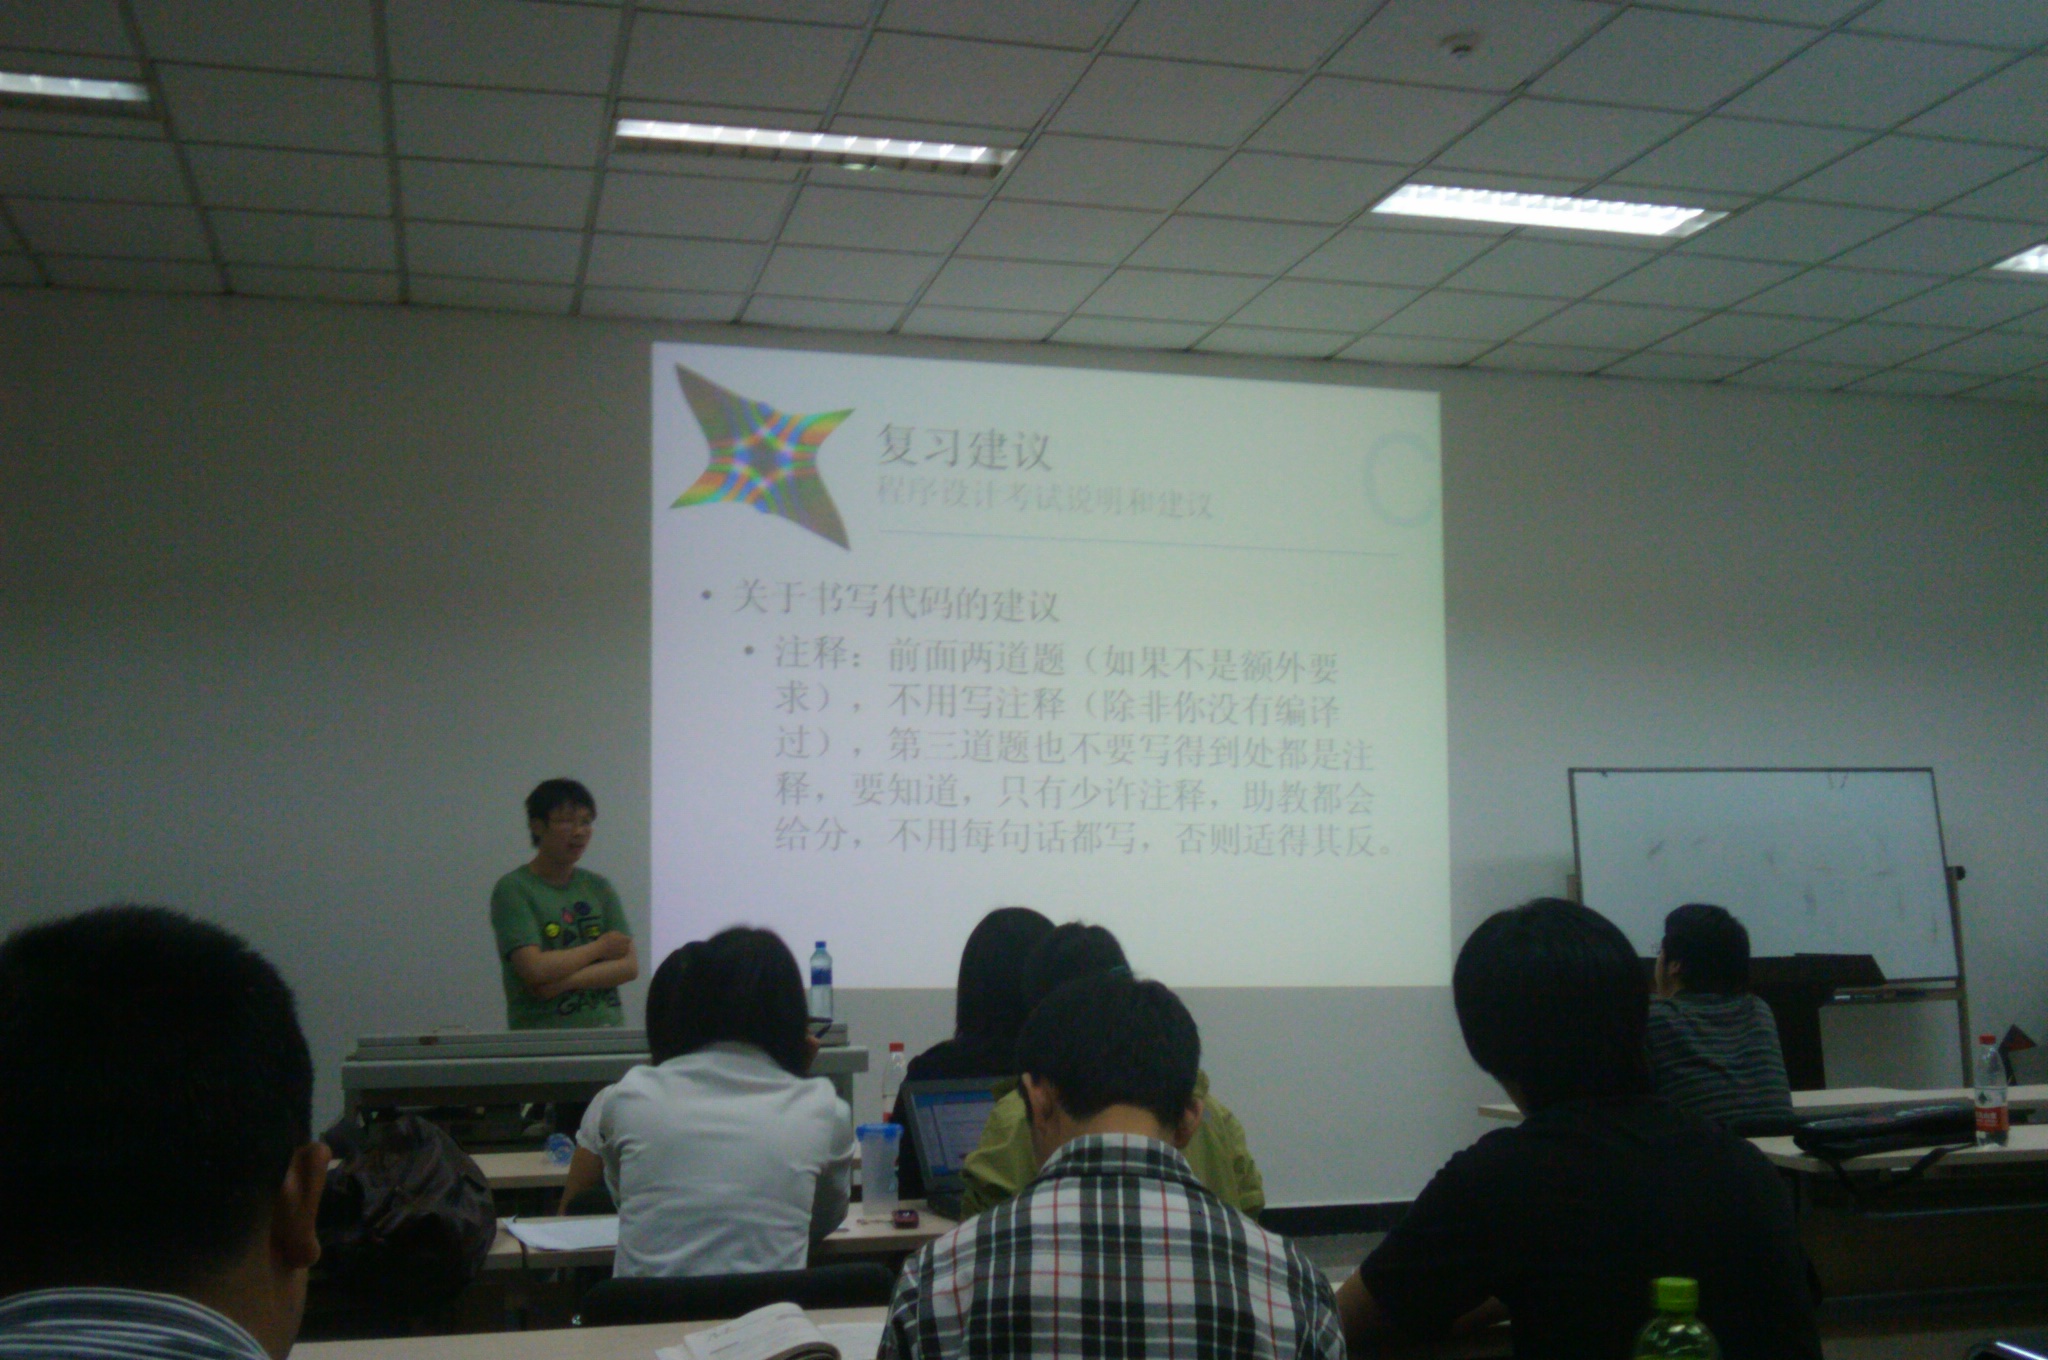 复习建议
程序设计考试说明和建议
C
• 关于书写代码的建议
• 注释：前面两道题（如果不是额外要
求），不用写注释（除非你没有编译
过），第三道题也不要写得到处都是注
释，要知道，只有少许注释，助教都会
给分，不用每句话都写，否则适得其反。
GAME